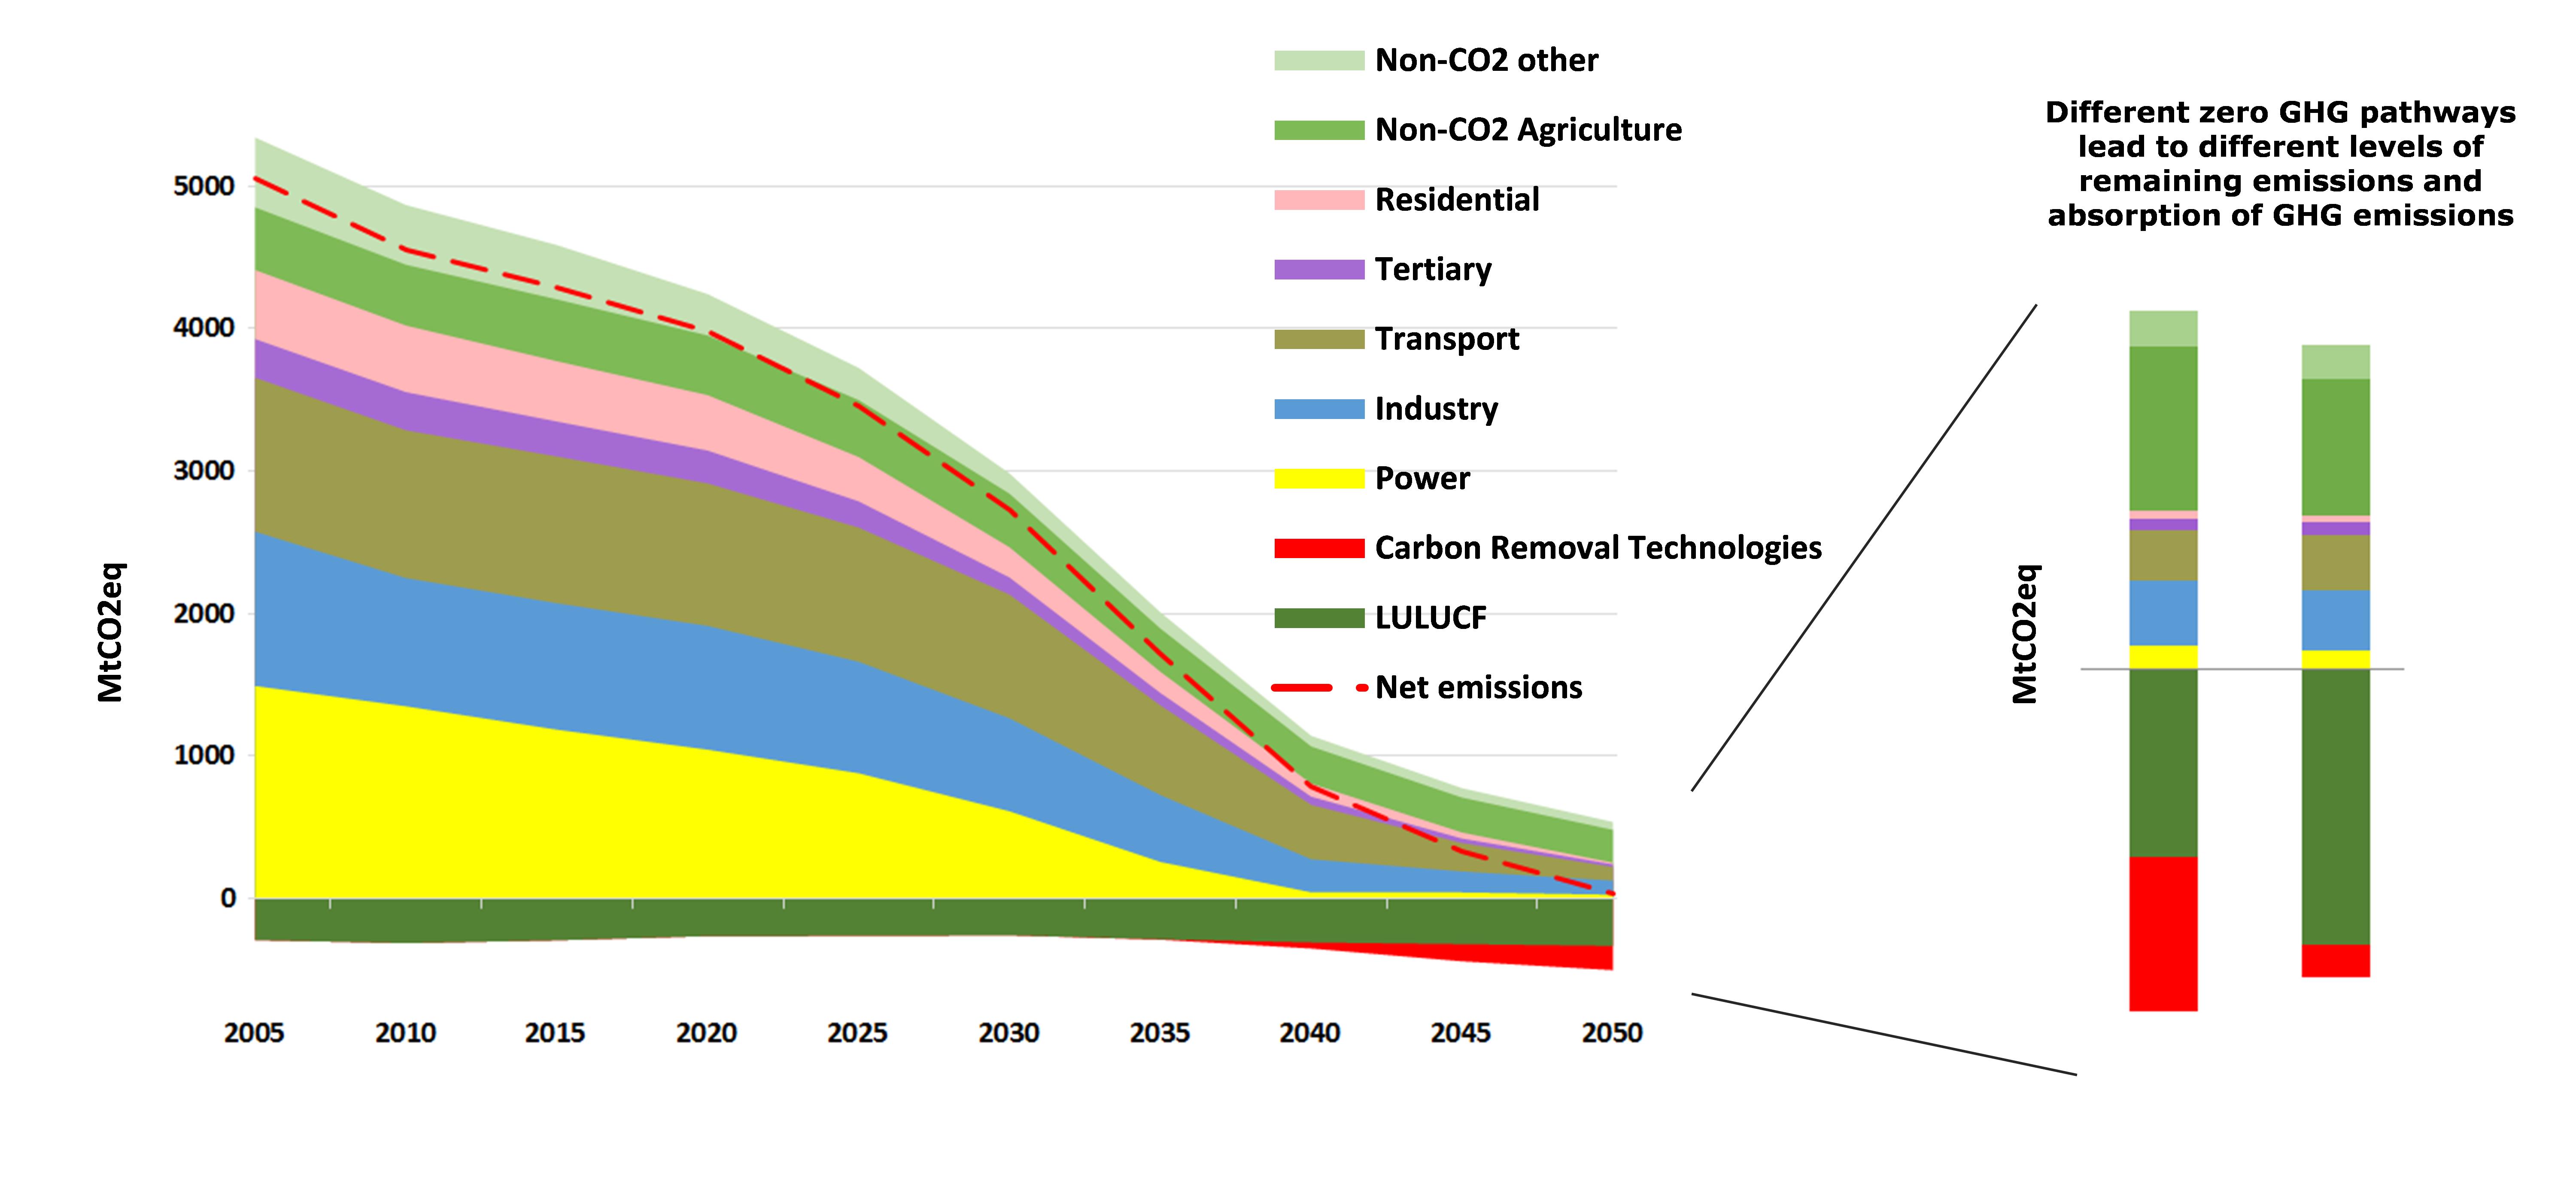 Non-CO2 other
Non-CO2 Agriculture
Residential
Tertiary
Transport
Industry
Power
Carbon Removal Technologies
LULUCF
Net emissions
MtCO2eq
5000
4000
3000
2000
1000
0
2005 2010 2015 2020 2025 2030 2035 2040 2045 2050
Different zero GHG pathways
lead to different levels of
remaining emissions and
absorption of GHG emissions
MtCO2eq